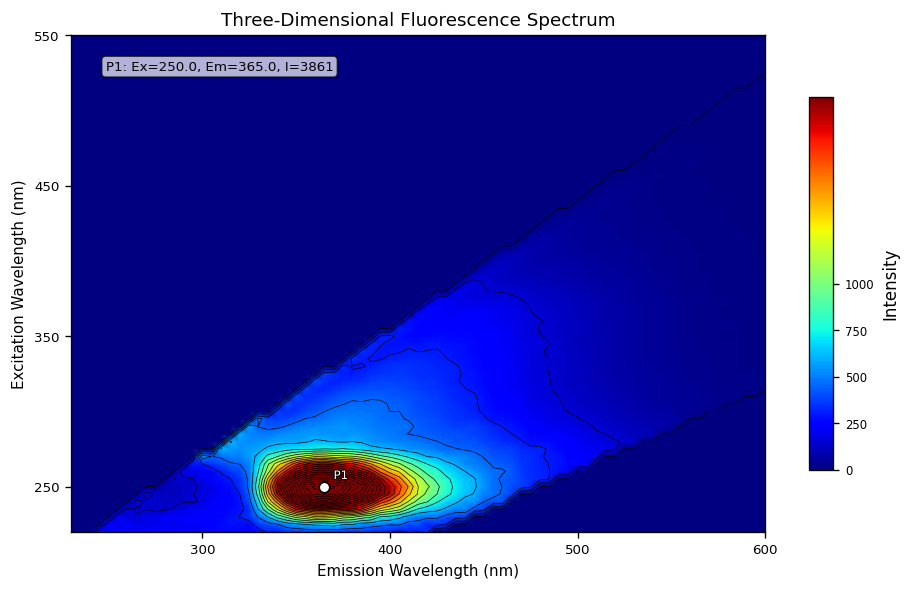 Three-Dimensional Fluorescence Spectrum
550
P1: Ex=250.0, Em=365.0, I=3861
450
350
250
Excitation Wavelength (nm)
P1
300
400
500
600
Emission Wavelength (nm)
1000
750
500
250
0
Intensity